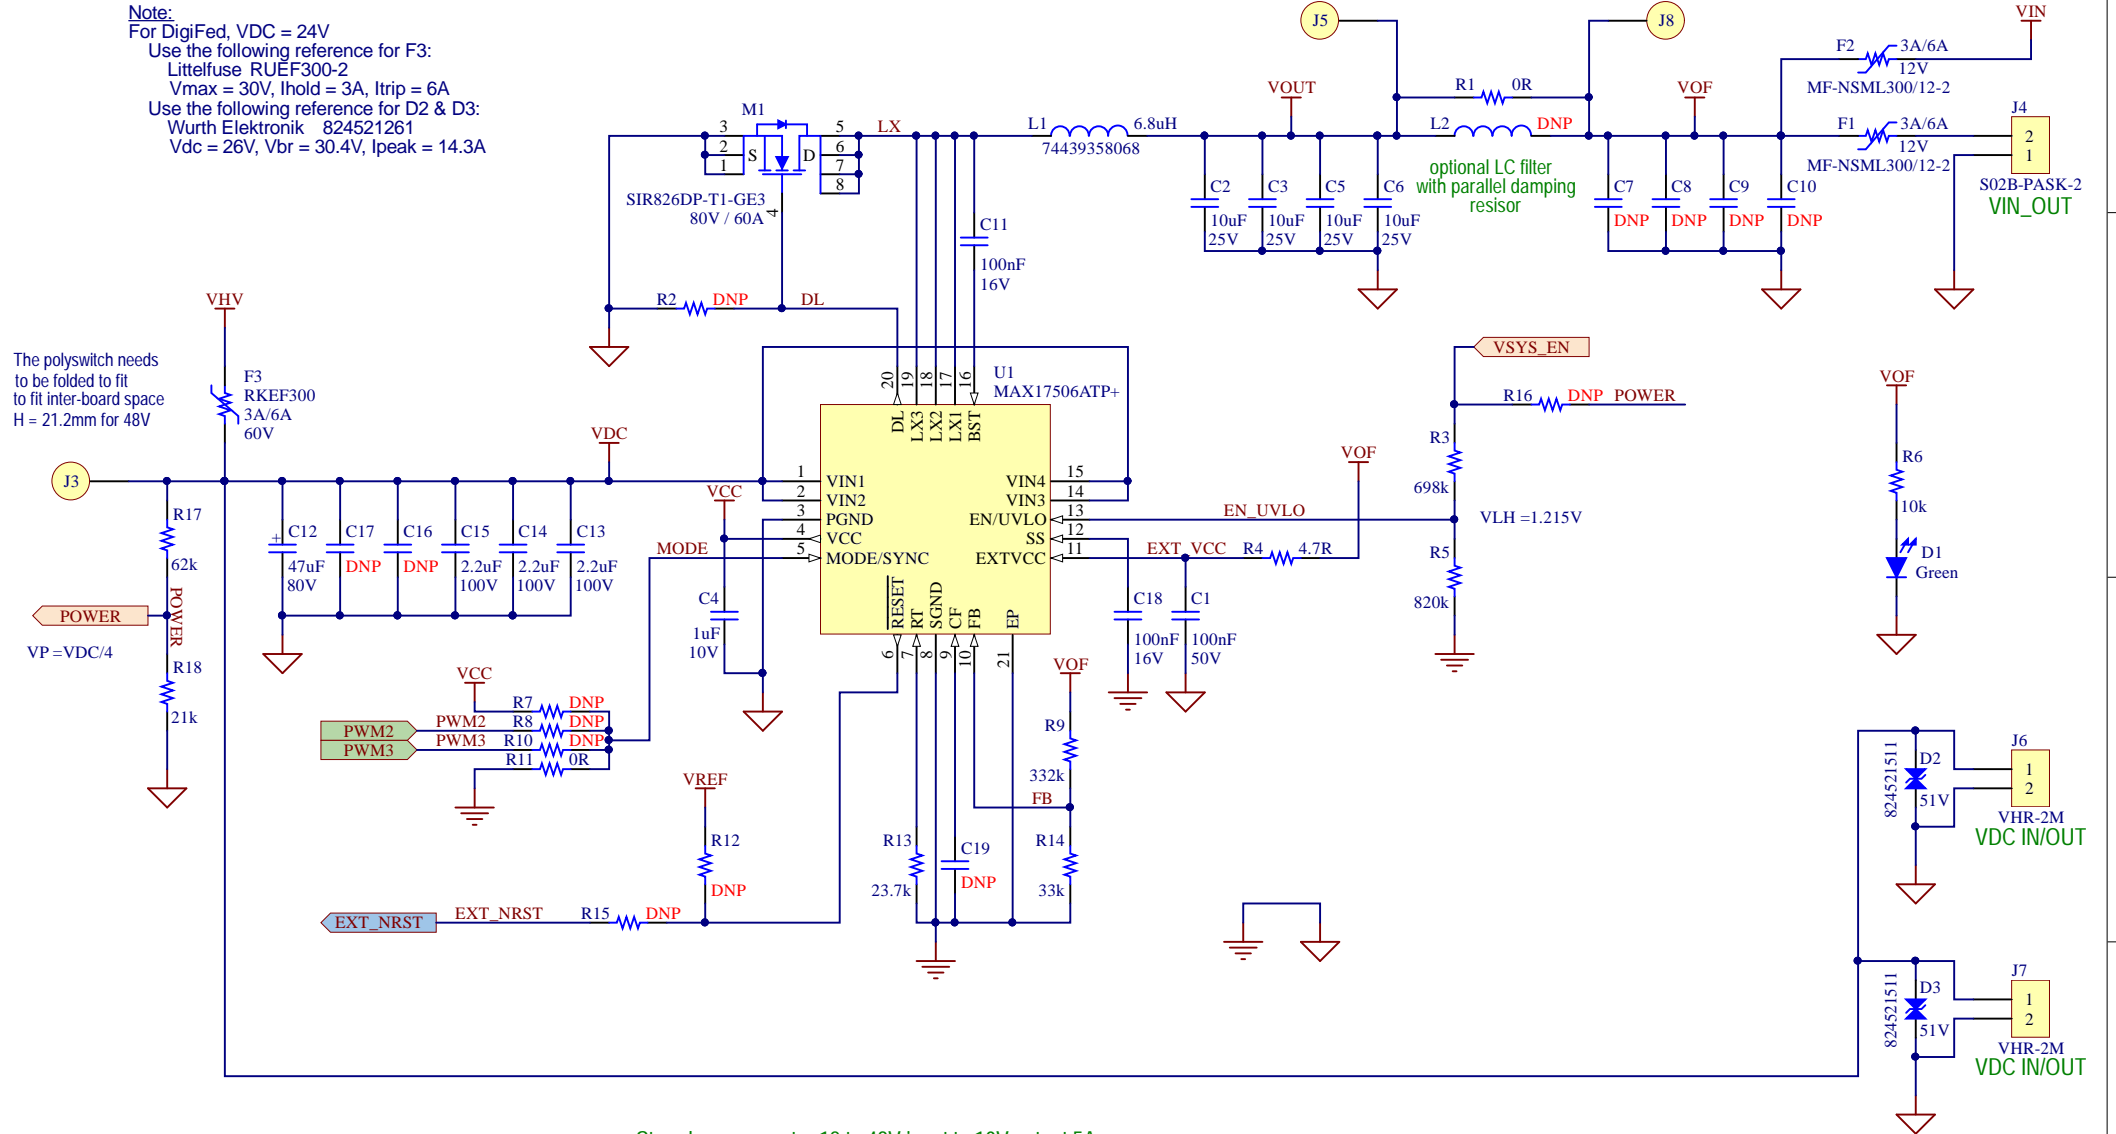 Note:
For DigiFed, VDC = 24V
Use the following reference for F3:
Littelfuse RUEF300-2
Vmax = 30V, Ihold = 3A, Itrip = 6A
Use the following reference for D2 & D3:
Wurth Elektronik 824521261
Vdc = 26V, Vbr = 30.4V, Ipeak = 14.3A
J5
J8
VIN
F2
3A/6A
12V
MF-NSML300/12-2
R1
0R
VOUT
VOF
J4
M1
3
2
1
S
D
5
6
7
8
4
LX
SIR826DP-T1-GE3
80V / 60A
L1
6.8uH
74439358068
L2
DNP
optional LC filter
with parallel damping
resisor
F1
3A/6A
12V
MF-NSML300/12-2
2
1
S02B-PASK-2
VIN_OUT
C2
10uF
25V
C3
10uF
25V
C5
10uF
25V
C6
10uF
25V
C7
DNP
C8
DNP
C9
DNP
C10
DNP
C11
100nF
16V
R2
DNP
DL
VHV
The polyswitch needs
to be folded to fit
to fit inter-board space
H = 21.2mm for 48V
F3
RKEF300
3A/6A
60V
VDC
J3
U1
MAX17506ATP+
20
19
18
17
16
DL
LX3
LX2
LX1
BST
1
VIN1
2
VIN2
3
PGND
4
VCC
5
MODE/SYNC
15
VIN4
14
VIN3
13
EN/UVLO
12
SS
11
EXTVCC
RESET
RT
SGND
CF
FB
EP
6
7
8
9
10
21
VSYS_EN
R16
DNP
POWER
R3
698k
EN_UVLO
VLH =1.215V
R5
820k
VOF
EXT_VCC
R4
4.7R
VOF
R6
10k
D1
Green
R17
62k
POWER
POWER
VP =VDC/4
R18
21k
C12
+
47uF
80V
C17
DNP
C16
DNP
C15
2.2uF
100V
C14
2.2uF
100V
C13
2.2uF
100V
VCC
MODE
C4
1uF
10V
C18
100nF
16V
C1
100nF
50V
VCC
R7
DNP
PWM2
PWM2
R8
DNP
PWM3
PWM3
R10
DNP
R11
0R
VREF
R12
DNP
EXT_NRST
EXT_NRST
R15
DNP
VOF
R9
332k
FB
R13
23.7k
C19
DNP
R14
33k
824521511
D2
51V
J6
1
2
VHR-2M
VDC IN/OUT
824521511
D3
51V
J7
1
2
VHR-2M
VDC IN/OUT